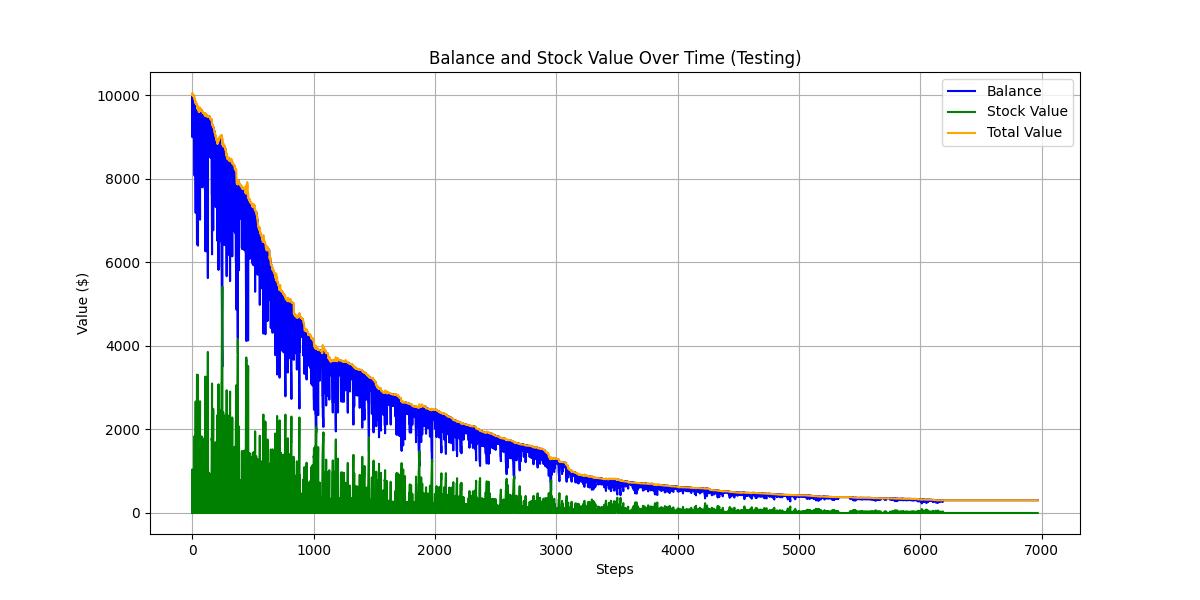 Balance and Stock Value Over Time (Testing)
Balance
Stock Value
Total Value
Value ($)
10000
8000
6000
4000
2000
0
0 1000 2000 3000 4000 5000 6000 7000
Steps